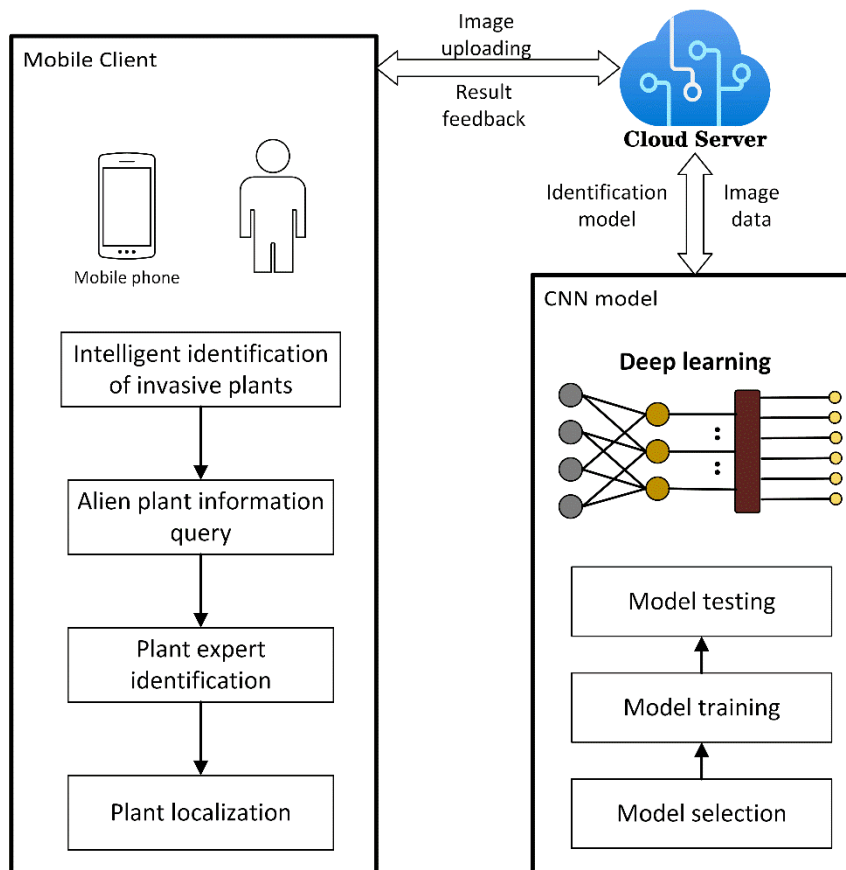 Mobile Client
Image
uploading
Result
feedback
Cloud Server
Mobile phone
Identification
model
Image
data
Intelligent identification
of invasive plants
Alien plant information
query
Plant expert
identification
Plant localization
CNN model
Deep learning
Model testing
Model training
Model selection